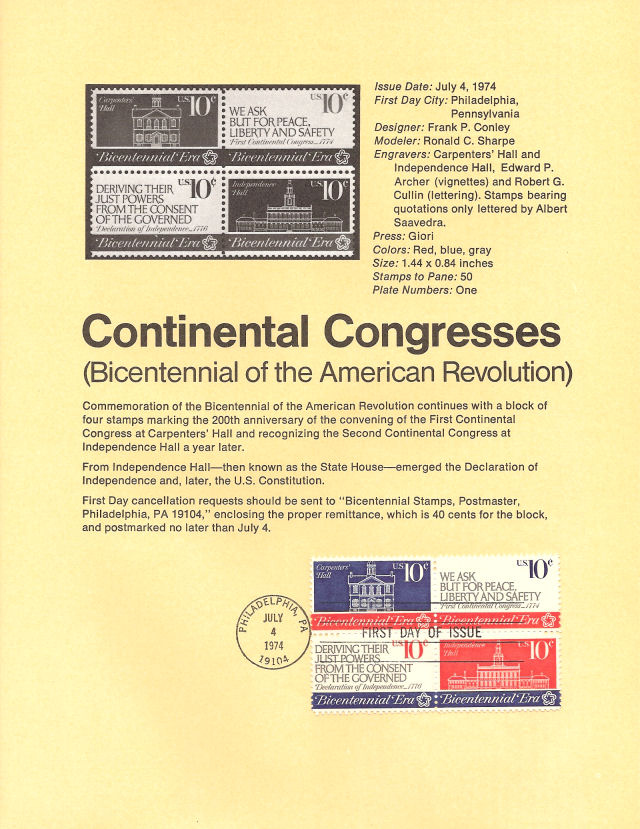 Carpenters'
Hall
U.S. 10c
U.S. 10c
WE ASK
BUT FOR PEACE,
LIBERTY AND SAFETY
First Continental Congress...1774
Bicentennial Era
Bicentennial Era
DERIVING THEIR
JUST POWERS
FROM THE CONSENT
OF THE GOVERNED
Declaration of Independence...1776
U.S. 10c
Independence
Hall
U.S. 10c
Bicentennial Era
Bicentennial Era
Issue Date: July 4, 1974
First Day City: Philadelphia,
Pennsylvania
Designer: Frank P. Conley
Modeler: Ronald C. Sharpe
Engravers: Carpenters' Hall and
Independence Hall, Edward P.
Archer (vignettes) and Robert G.
Cullin (lettering). Stamps bearing
quotations only lettered by Albert
Saavedra.
Press: Giori
Colors: Red, blue, gray
Size: 1.44 x 0.84 inches
Stamps to Pane: 50
Plate Numbers: One
Continental Congresses
(Bicentennial of the American Revolution)
Commemoration of the Bicentennial of the American Revolution continues with a block of
four stamps marking the 200th anniversary of the convening of the First Continental
Congress at Carpenters' Hall and recognizing the Second Continental Congress at
Independence Hall a year later.
From Independence Hall—then known as the State House—emerged the Declaration of
Independence and, later, the U.S. Constitution.
First Day cancellation requests should be sent to "Bicentennial Stamps, Postmaster,
Philadelphia, PA 19104," enclosing the proper remittance, which is 40 cents for the block,
and postmarked no later than July 4.
PHILADELPHIA, PA
JULY
4
1974
19104
Carpenters'
Hall
U.S. 10c
U.S. 10c
WE ASK
BUT FOR PEACE,
LIBERTY AND SAFETY
First Continental Congress...1774
Bicentennial Era
Bicentennial Era
FIRST DAY OF ISSUE
DERIVING THEIR
JUST POWERS
FROM THE CONSENT
OF THE GOVERNED
Declaration of Independence...1776
U.S. 10c
Independence
Hall
U.S. 10c
Bicentennial Era
Bicentennial Era